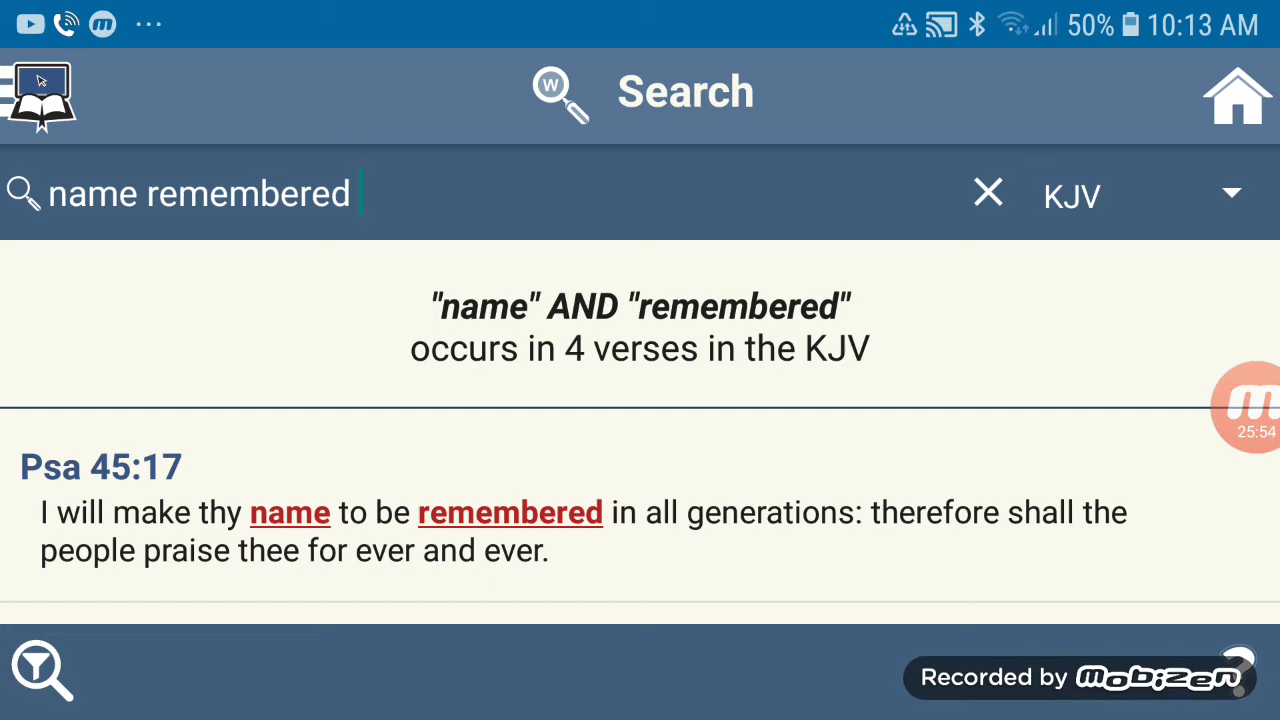 50% 10:13 AM
W Search
name remembered KJV
"name" AND "remembered"
occurs in 4 verses in the KJV
25:54
Psa 45:17
I will make thy name to be remembered in all generations: therefore shall the
people praise thee for ever and ever.
?
Recorded by mobizen